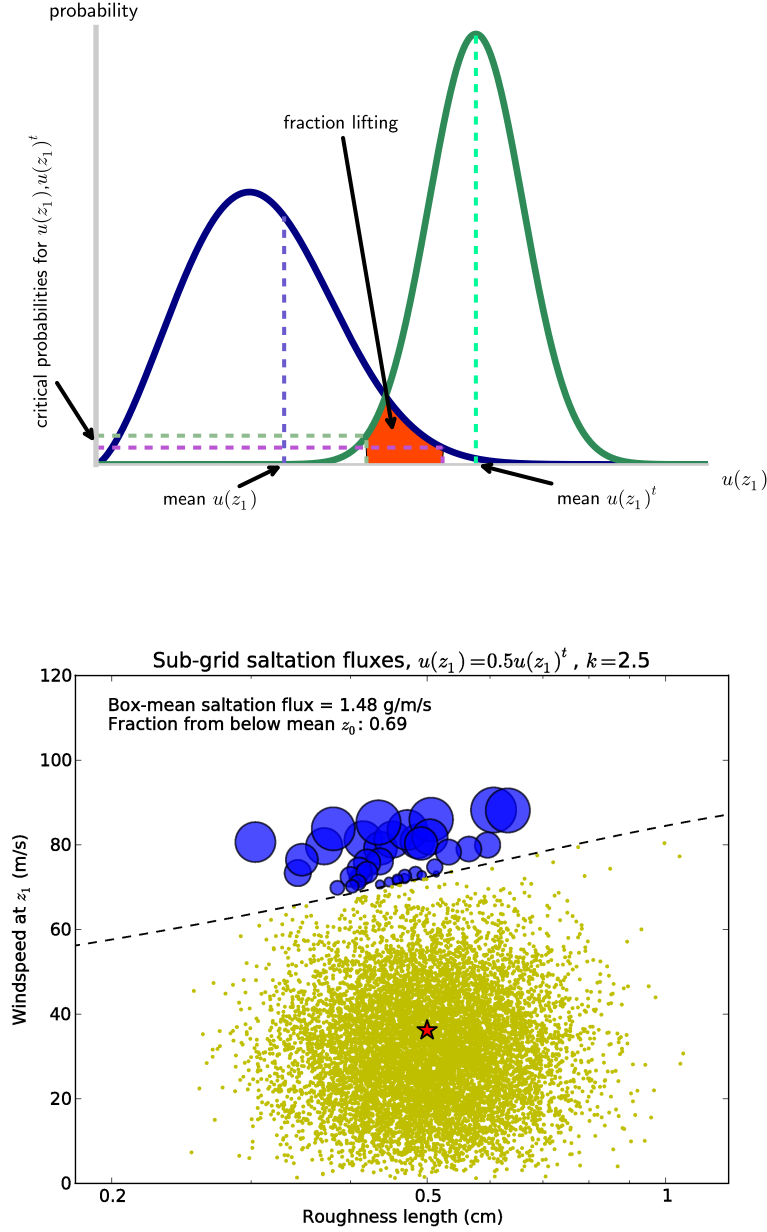 probability
fraction lifting
critical probabilities for u(z₁),u(z₁)ᵗ
mean u(z₁)
mean u(z₁)ᵗ
u(z₁)
Sub-grid saltation fluxes, u(z₁)=0.5u(z₁)ᵗ , k=2.5
Box-mean saltation flux = 1.48 g/m/s
Fraction from below mean z₀: 0.69
Windspeed at z₁ (m/s)
120
100
80
60
40
20
0
0.2 0.5 1
Roughness length (cm)